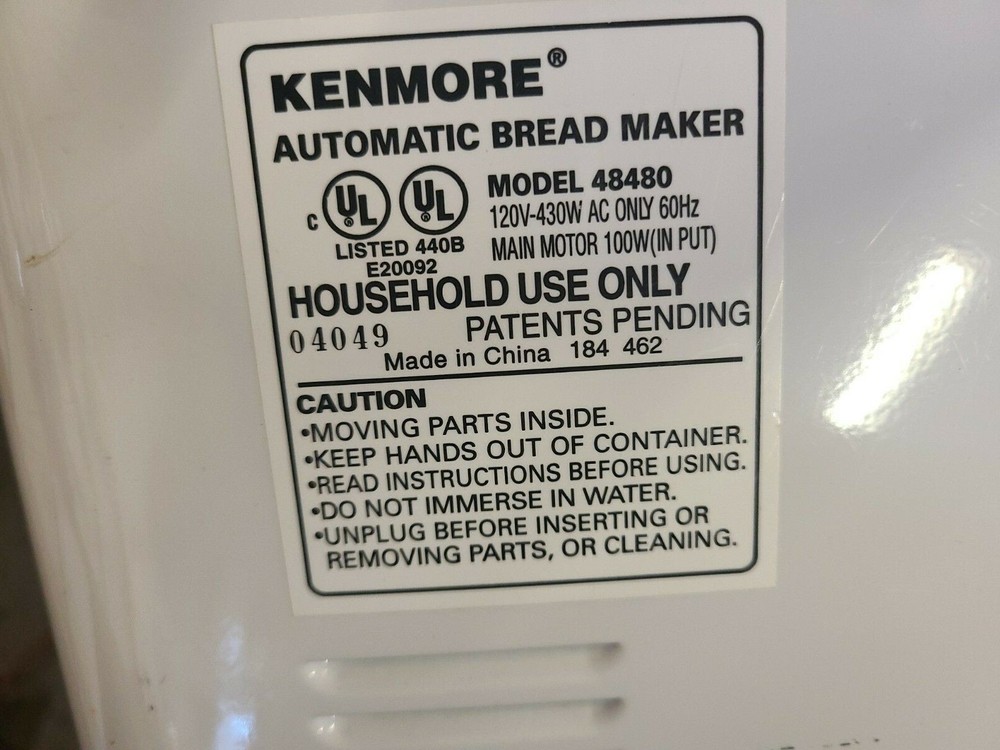 KENMORE®
AUTOMATIC BREAD MAKER
C UL® UL®
LISTED 440B
E20092
MODEL 48480
120V-430W AC ONLY 60Hz
MAIN MOTOR 100W(IN PUT)
HOUSEHOLD USE ONLY
04049 PATENTS PENDING
Made in China 184 462
CAUTION
•MOVING PARTS INSIDE.
•KEEP HANDS OUT OF CONTAINER.
•READ INSTRUCTIONS BEFORE USING.
•DO NOT IMMERSE IN WATER.
•UNPLUG BEFORE INSERTING OR
REMOVING PARTS, OR CLEANING.